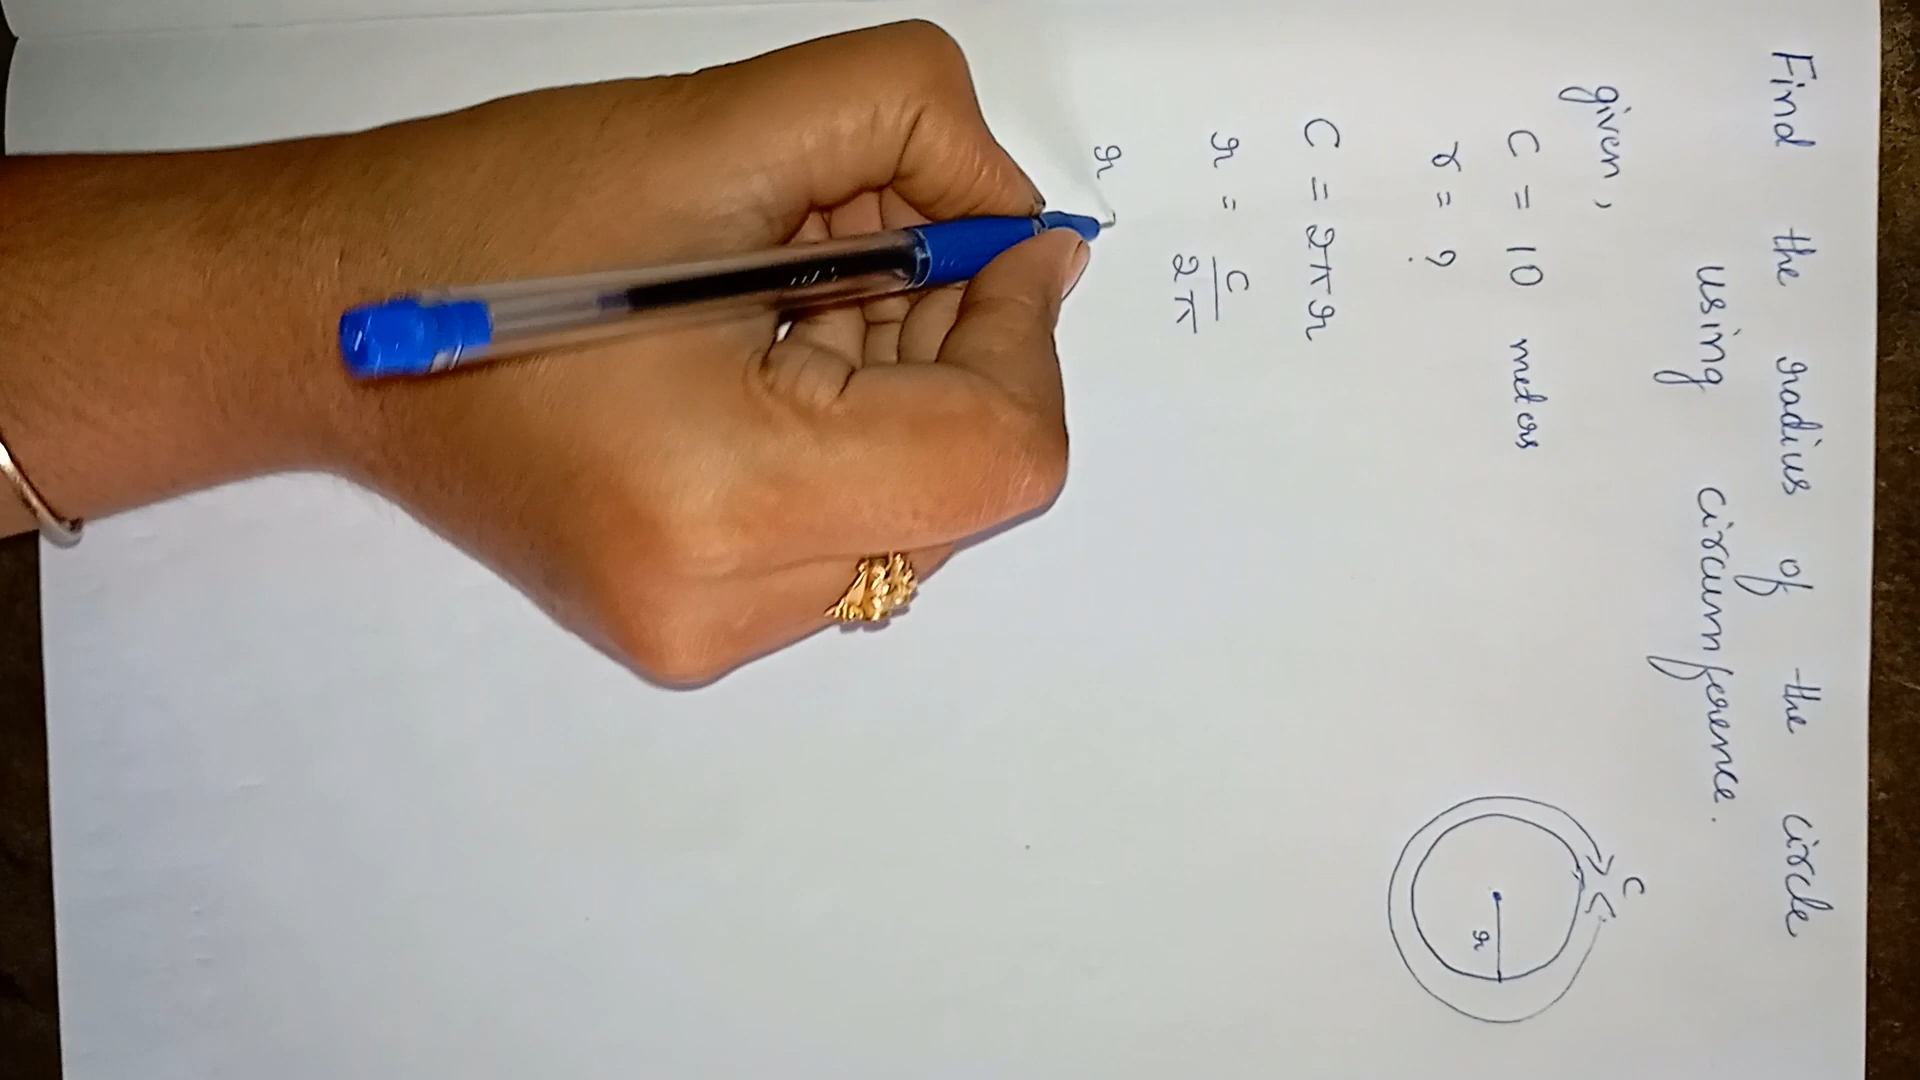 Find the radius of the circle
using circumference.
given,
C = 10 meters
r = ?
C = 2πr
r = C
2π
r
C
r